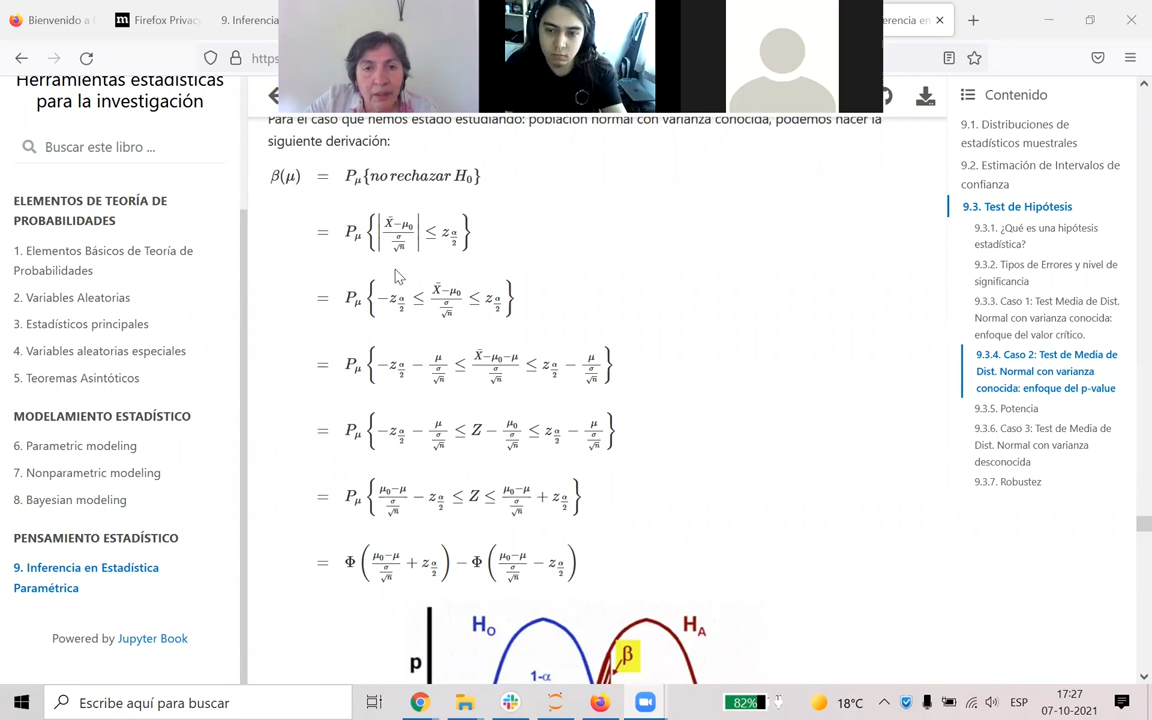 Bienvenido a
Firefox Privac
9. Inferencia
erencia en
https
Herramientas estadísticas
para la investigación
Buscar este libro ...
ELEMENTOS DE TEORÍA DE
PROBABILIDADES
1. Elementos Básicos de Teoría de
Probabilidades
2. Variables Aleatorias
3. Estadísticos principales
4. Variables aleatorias especiales
5. Teoremas Asintóticos
MODELAMIENTO ESTADÍSTICO
6. Parametric modeling
7. Nonparametric modeling
8. Bayesian modeling
PENSAMIENTO ESTADÍSTICO
9. Inferencia en Estadística
Paramétrica
Powered by Jupyter Book
Para el caso que hemos estado estudiando: población normal con varianza conocida, podemos hacer la
siguiente derivación:
β(μ) = P_μ{no rechazar H_0}
= P_μ { | (X̄−μ_0) / (σ/√n) | ≤ z_{α/2} }
= P_μ { −z_{α/2} ≤ (X̄−μ_0) / (σ/√n) ≤ z_{α/2} }
= P_μ { −z_{α/2} − μ / (σ/√n) ≤ (X̄−μ_0−μ) / (σ/√n) ≤ z_{α/2} − μ / (σ/√n) }
= P_μ { −z_{α/2} − μ / (σ/√n) ≤ Z − μ_0 / (σ/√n) ≤ z_{α/2} − μ / (σ/√n) }
= P_μ { (μ_0−μ) / (σ/√n) − z_{α/2} ≤ Z ≤ (μ_0−μ) / (σ/√n) + z_{α/2} }
= Φ ( (μ_0−μ) / (σ/√n) + z_{α/2} ) − Φ ( (μ_0−μ) / (σ/√n) − z_{α/2} )
H_O
H_A
p
β
1-α
Contenido
9.1. Distribuciones de
estadísticos muestrales
9.2. Estimación de Intervalos de
confianza
9.3. Test de Hipótesis
9.3.1. ¿Qué es una hipótesis
estadística?
9.3.2. Tipos de Errores y nivel de
significancia
9.3.3. Caso 1: Test Media de Dist.
Normal con varianza conocida:
enfoque del valor crítico.
9.3.4. Caso 2: Test de Media de
Dist. Normal con varianza
conocida: enfoque del p-value
9.3.5. Potencia
9.3.6. Caso 3: Test de Media de
Dist. Normal con varianza
desconocida
9.3.7. Robustez
Escribe aquí para buscar
82%
18°C
ESP
17:27
07-10-2021